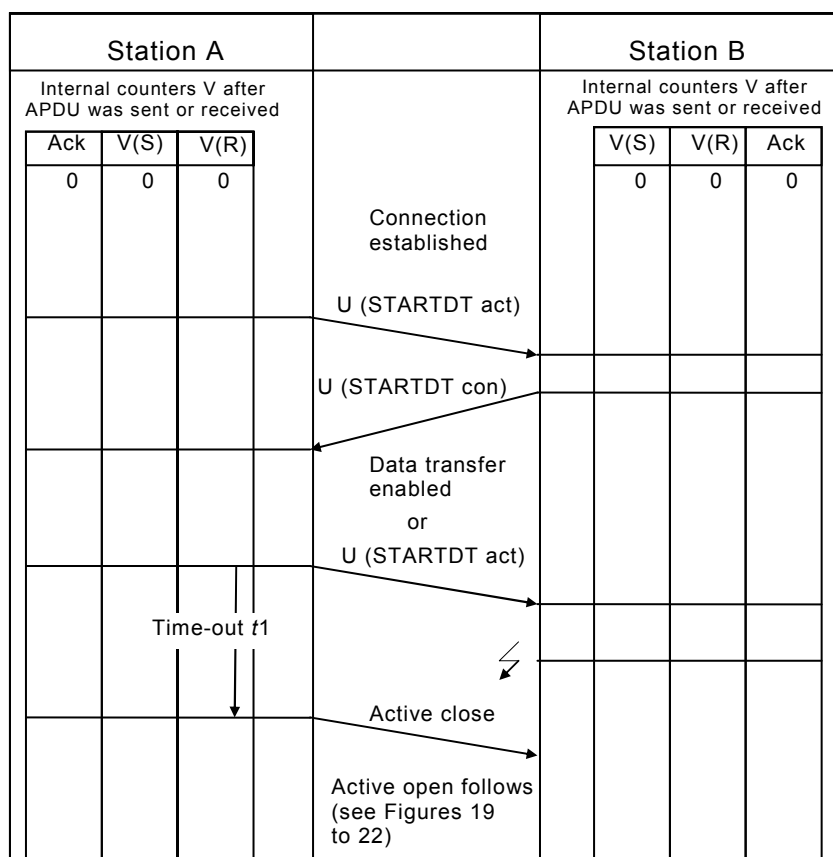 Station A
Station B
Internal counters V after
APDU was sent or received
Internal counters V after
APDU was sent or received
Ack V(S) V(R)
V(S) V(R) Ack
0 0 0
0 0 0
Connection
established
U (STARTDT act)
U (STARTDT con)
Data transfer
enabled
or
U (STARTDT act)
Time-out t1
Active close
Active open follows
(see Figures 19
to 22)